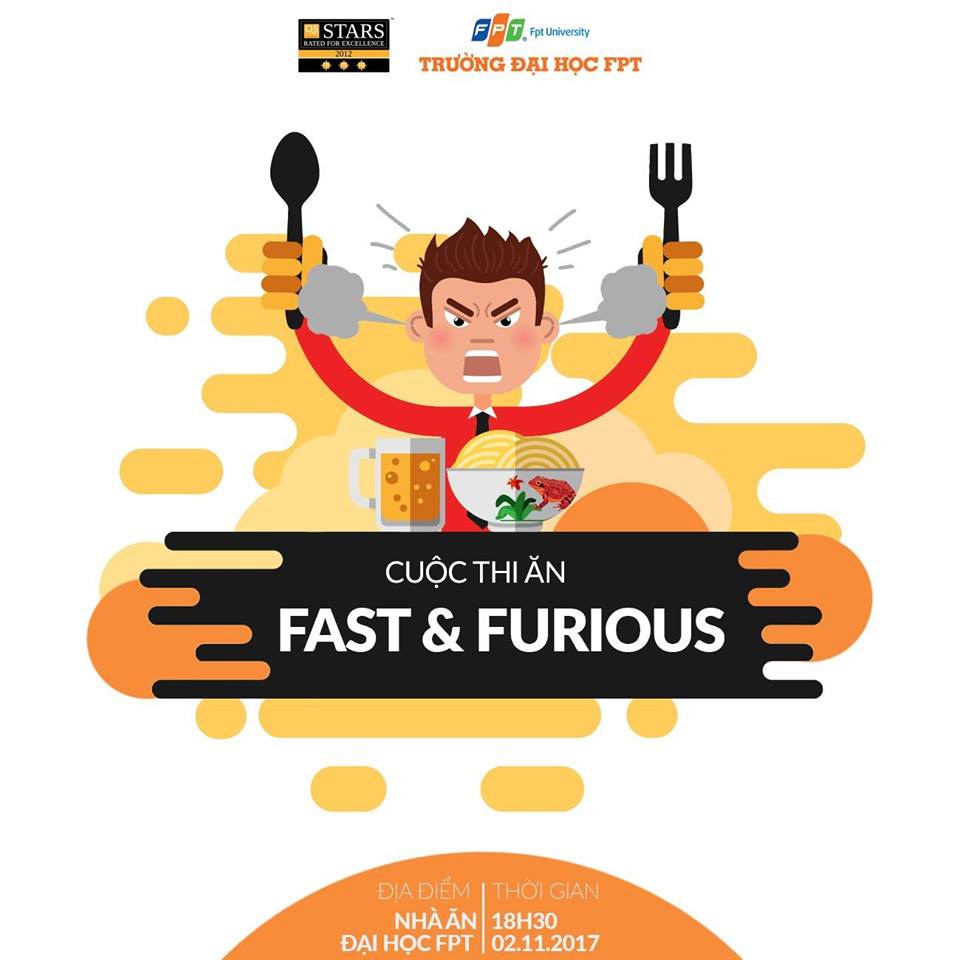 QS STARS
RATED FOR EXCELLENCE
2012
FPT Fpt University
TRƯỜNG ĐẠI HỌC FPT
CUỘC THI ĂN
FAST & FURIOUS
ĐỊA ĐIỂM
NHÀ ĂN
ĐẠI HỌC FPT
THỜI GIAN
18H30
02.11.2017